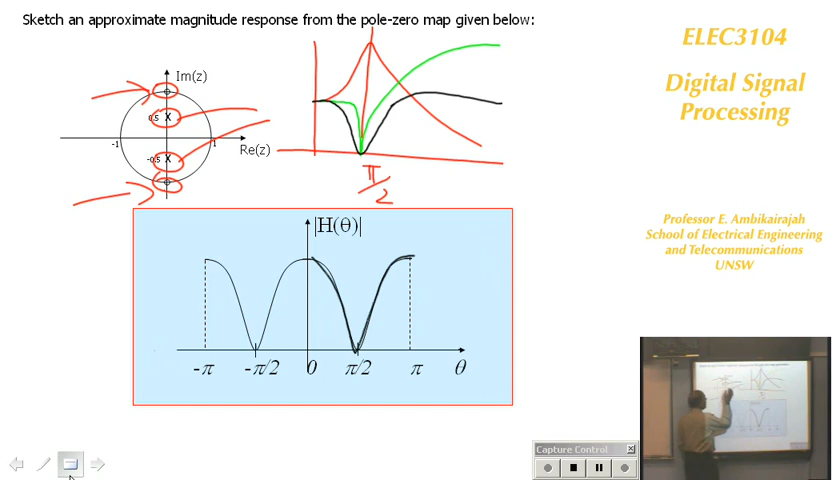 Sketch an approximate magnitude response from the pole-zero map given below:
ELEC3104
Digital Signal
Processing
Im(z)
0.5
-1
1
Re(z)
-0.5
π/2
|H(θ)|
-π
-π/2
0
π/2
π
θ
Professor E. Ambikairajah
School of Electrical Engineering
and Telecommunications
UNSW
Capture Control